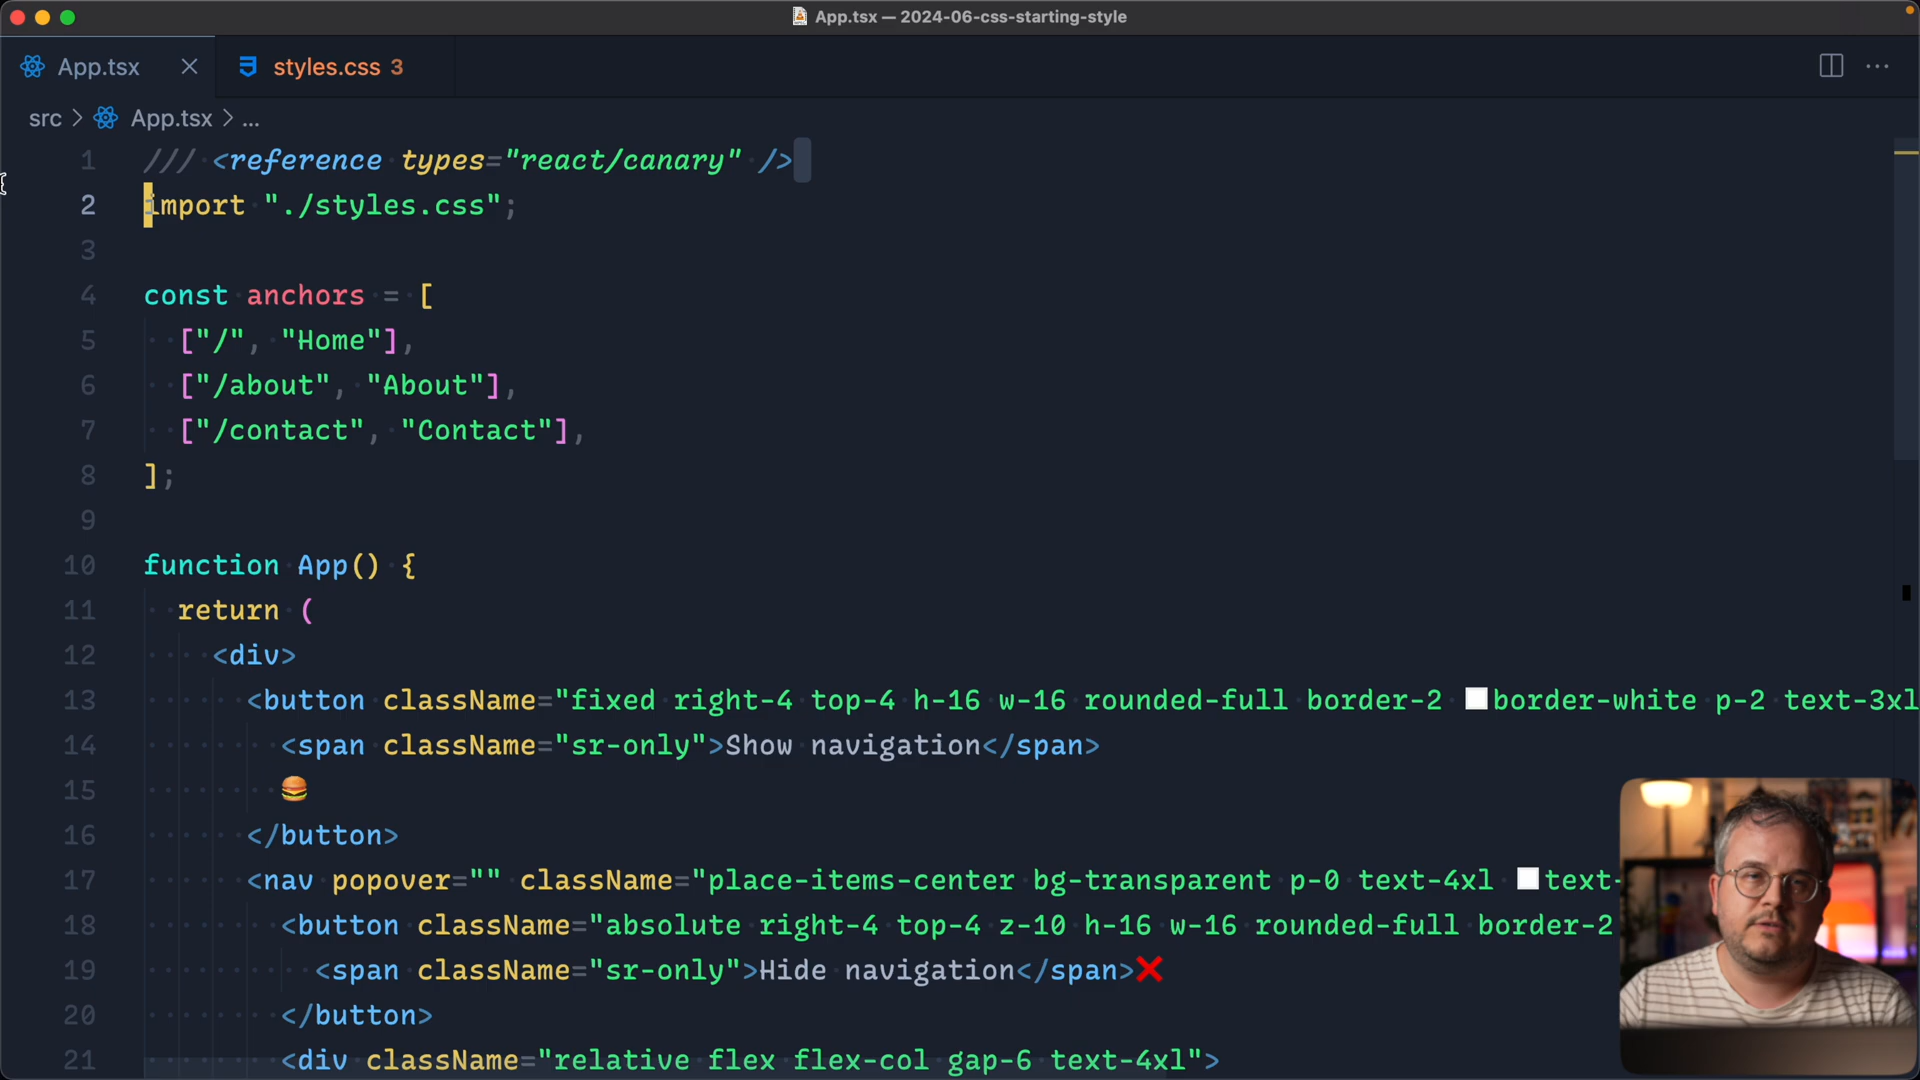 App.tsx — 2024-06-css-starting-style
App.tsx
styles.css 3
src > App.tsx > ...
1 /// <reference types="react/canary" />
2 import "./styles.css";
3
4 const anchors = [
5 ["/", "Home"],
6 ["/about", "About"],
7 ["/contact", "Contact"],
8 ];
9
10 function App() {
11 return (
12 <div>
13 <button className="fixed right-4 top-4 h-16 w-16 rounded-full border-2 border-white p-2 text-3xl
14 <span className="sr-only">Show navigation</span>
15 🍔
16 </button>
17 <nav popover="" className="place-items-center bg-transparent p-0 text-4xl text-
18 <button className="absolute right-4 top-4 z-10 h-16 w-16 rounded-full border-2
19 <span className="sr-only">Hide navigation</span>❌
20 </button>
21 <div className="relative flex flex-col gap-6 text-4xl">